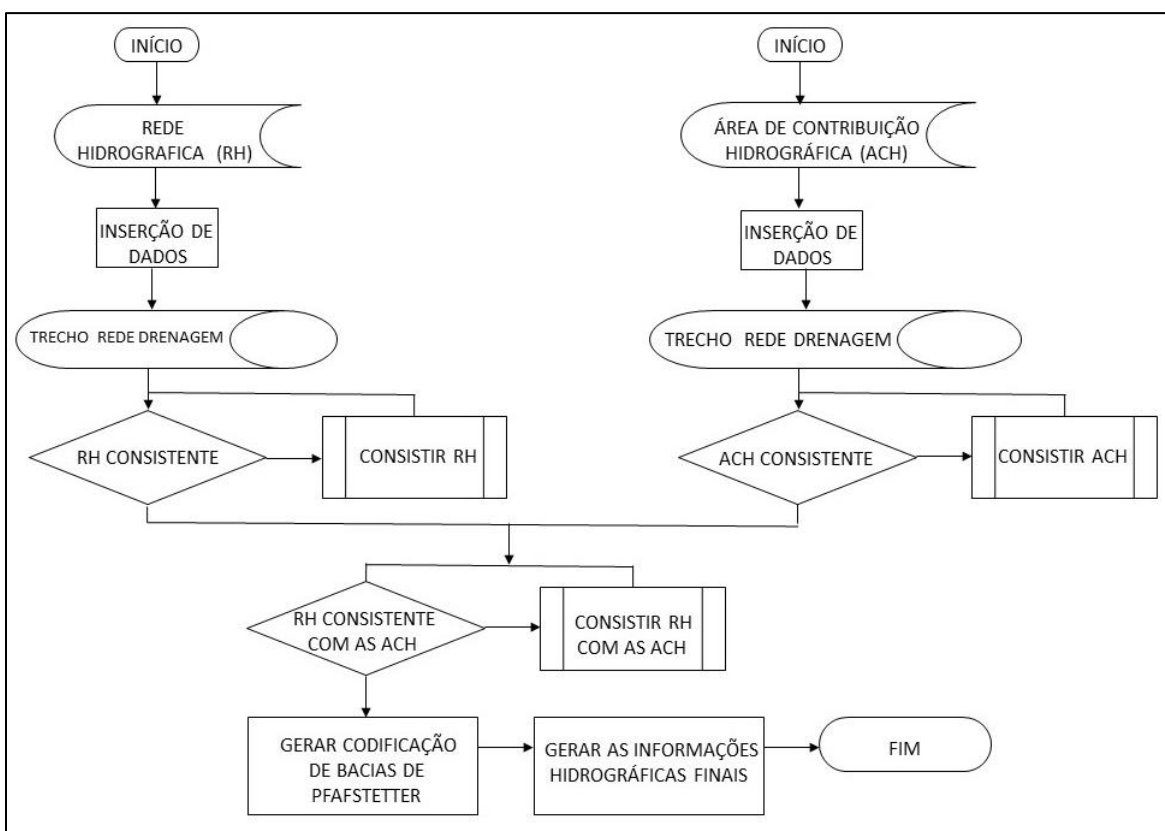 INÍCIO
REDE
HIDROGRAFICA (RH)
INSERÇÃO DE
DADOS
TRECHO REDE DRENAGEM
RH CONSISTENTE
CONSISTIR RH
INÍCIO
ÁREA DE CONTRIBUIÇÃO
HIDROGRÁFICA (ACH)
INSERÇÃO DE
DADOS
TRECHO REDE DRENAGEM
ACH CONSISTENTE
CONSISTIR ACH
RH CONSISTENTE
COM AS ACH
CONSISTIR RH
COM AS ACH
GERAR CODIFICAÇÃO
DE BACIAS DE
PFAFSTETTER
GERAR AS INFORMAÇÕES
HIDROGRÁFICAS FINAIS
FIM